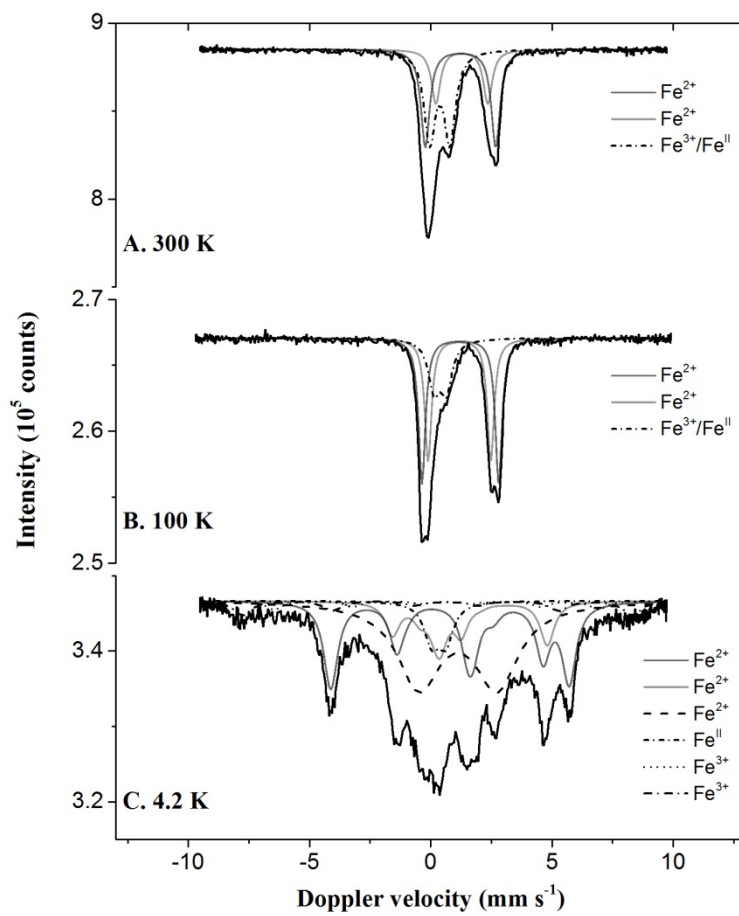 9
8
A. 300 K
Fe²⁺
Fe²⁺
Fe³⁺/Feᴵᴵ
2.7
2.6
2.5
B. 100 K
Fe²⁺
Fe²⁺
Fe³⁺/Feᴵᴵ
3.4
3.2
C. 4.2 K
Fe²⁺
Fe²⁺
Fe²⁺
Feᴵᴵ
Fe³⁺
Fe³⁺
Intensity (10⁵ counts)
-10 -5 0 5 10
Doppler velocity (mm s⁻¹)